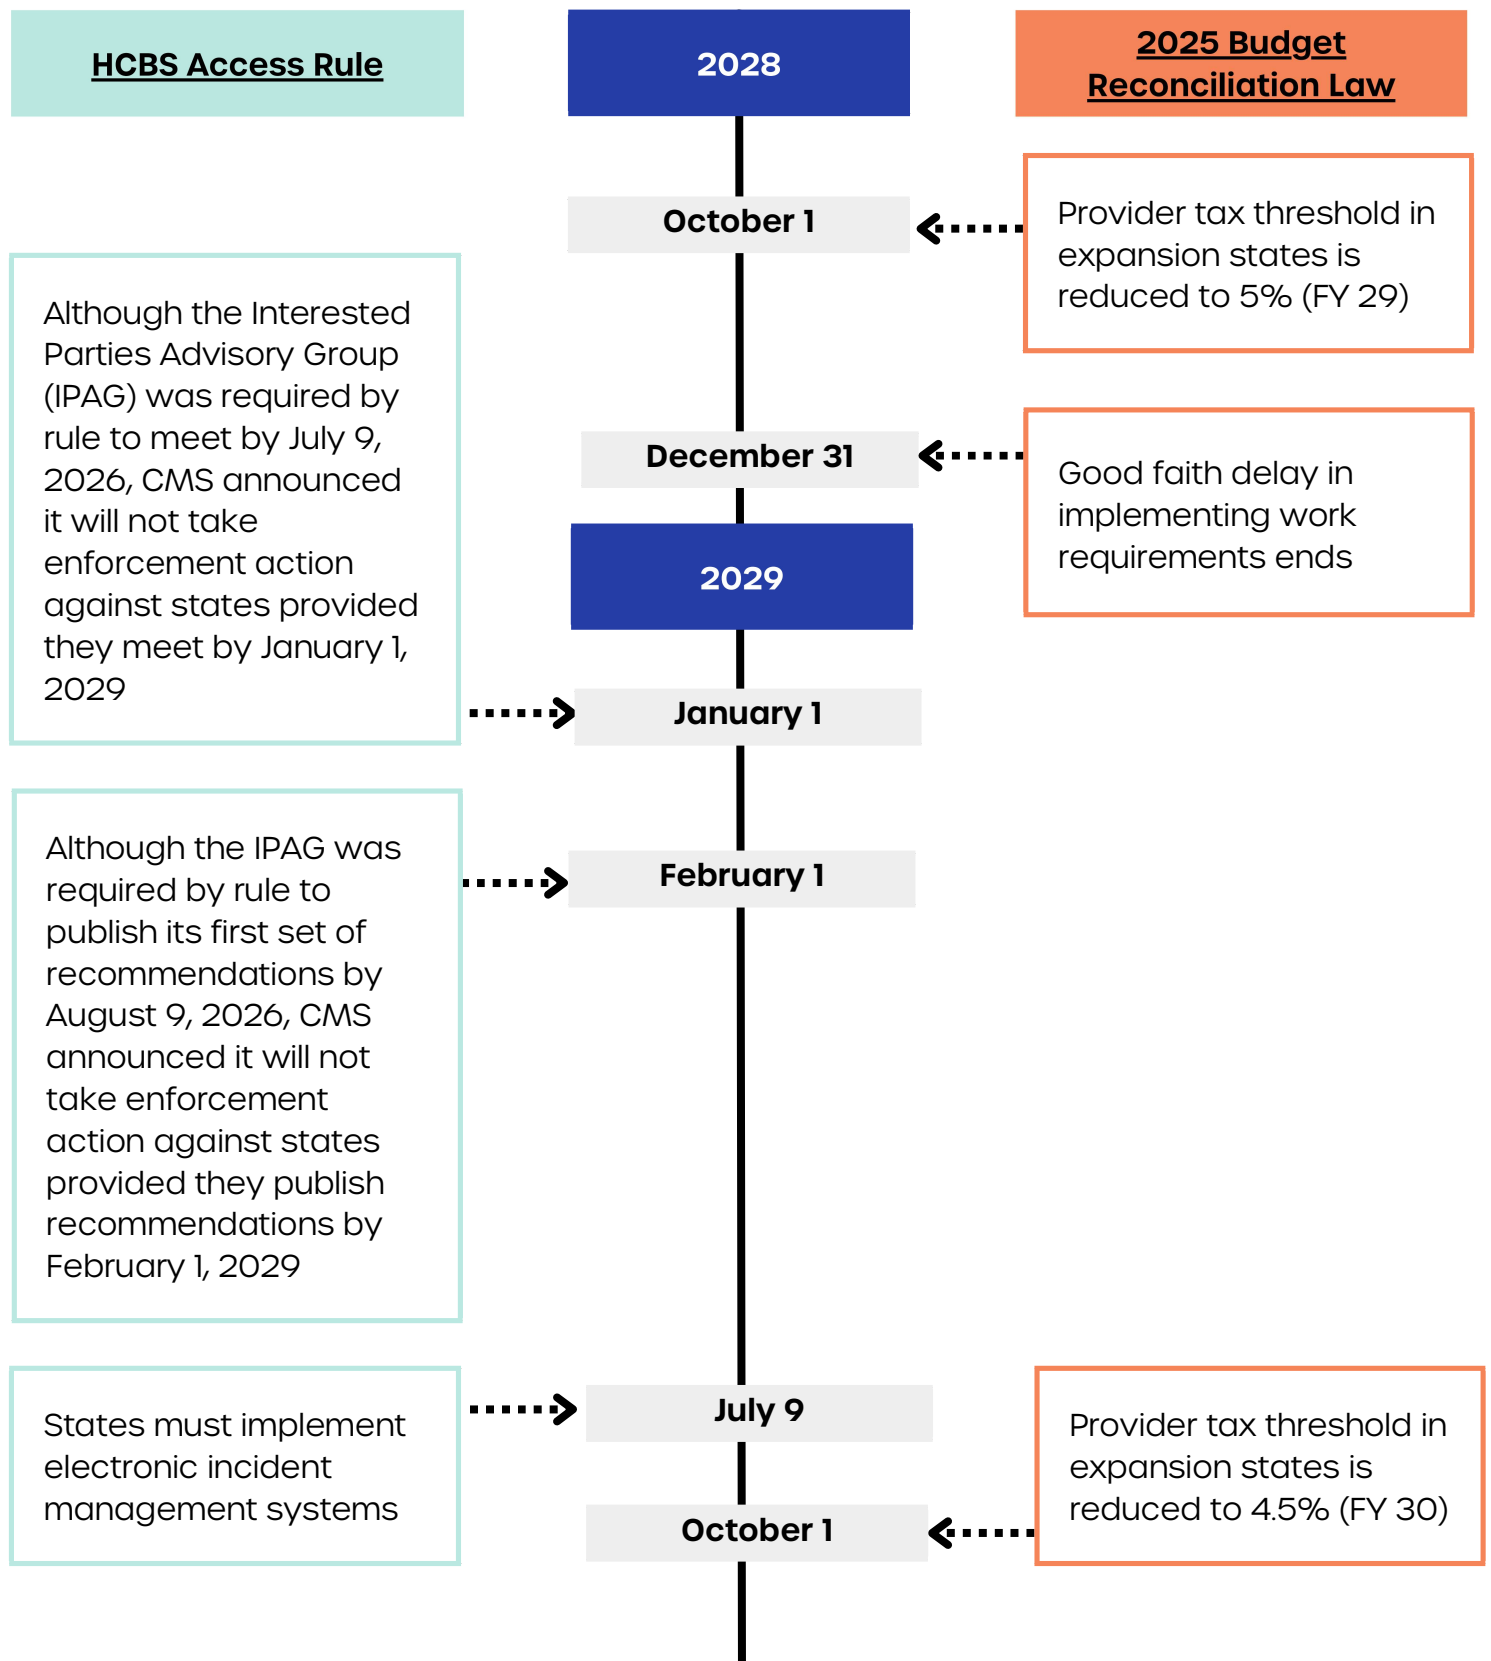 HCBS Access Rule
2028
2025 Budget
Reconciliation Law
October 1
Provider tax threshold in
expansion states is
reduced to 5% (FY 29)
Although the Interested
Parties Advisory Group
(IPAG) was required by
rule to meet by July 9,
2026, CMS announced
it will not take
enforcement action
against states provided
they meet by January 1,
2029
December 31
Good faith delay in
implementing work
requirements ends
2029
January 1
Although the IPAG was
required by rule to
publish its first set of
recommendations by
August 9, 2026, CMS
announced it will not
take enforcement
action against states
provided they publish
recommendations by
February 1, 2029
February 1
States must implement
electronic incident
management systems
July 9
Provider tax threshold in
expansion states is
reduced to 4.5% (FY 30)
October 1